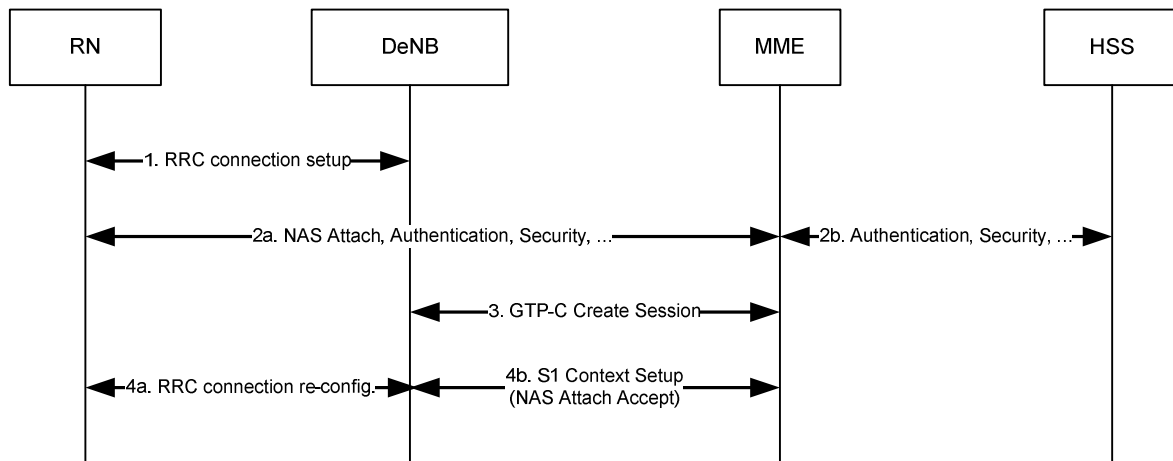 RN
DeNB
MME
HSS
1. RRC connection setup
2a. NAS Attach, Authentication, Security, ...
2b. Authentication, Security, ...
3. GTP-C Create Session
4a. RRC connection re-config.
4b. S1 Context Setup
(NAS Attach Accept)